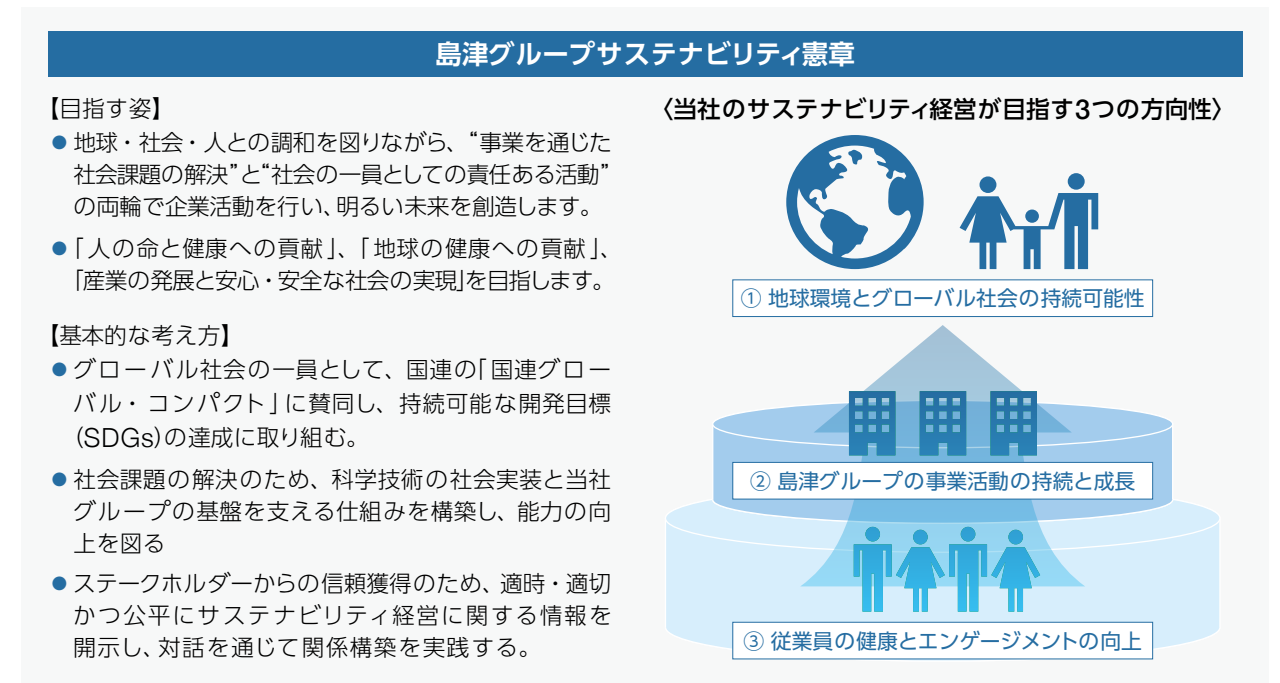 島津グループサステナビリティ憲章
【目指す姿】
● 地球・社会・人との調和を図りながら、“事業を通じた
社会課題の解決”と“社会の一員としての責任ある活動”
の両輪で企業活動を行い、明るい未来を創造します。
● 「人の命と健康への貢献」、「地球の健康への貢献」、
「産業の発展と安心・安全な社会の実現」を目指します。
【基本的な考え方】
● グローバル社会の一員として、国連の「国連グロー
バル・コンパクト」に賛同し、持続可能な開発目標
(SDGs)の達成に取り組む。
● 社会課題の解決のため、科学技術の社会実装と当社
グループの基盤を支える仕組みを構築し、能力の向
上を図る
● ステークホルダーからの信頼獲得のため、適時・適切
かつ公平にサステナビリティ経営に関する情報を
開示し、対話を通じて関係構築を実践する。
〈当社のサステナビリティ経営が目指す3つの方向性〉
① 地球環境とグローバル社会の持続可能性
② 島津グループの事業活動の持続と成長
③ 従業員の健康とエンゲージメントの向上